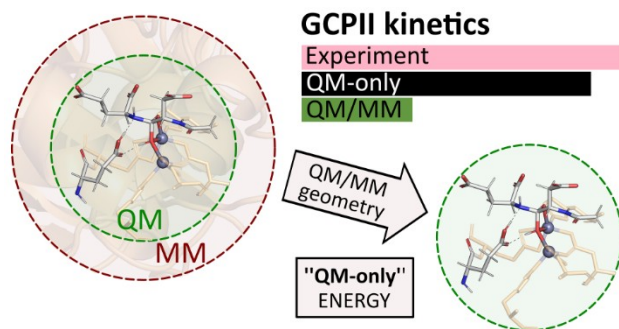 GCPII kinetics
Experiment
QM-only
QM/MM
QM
MM
QM/MM
geometry
"QM-only"
ENERGY